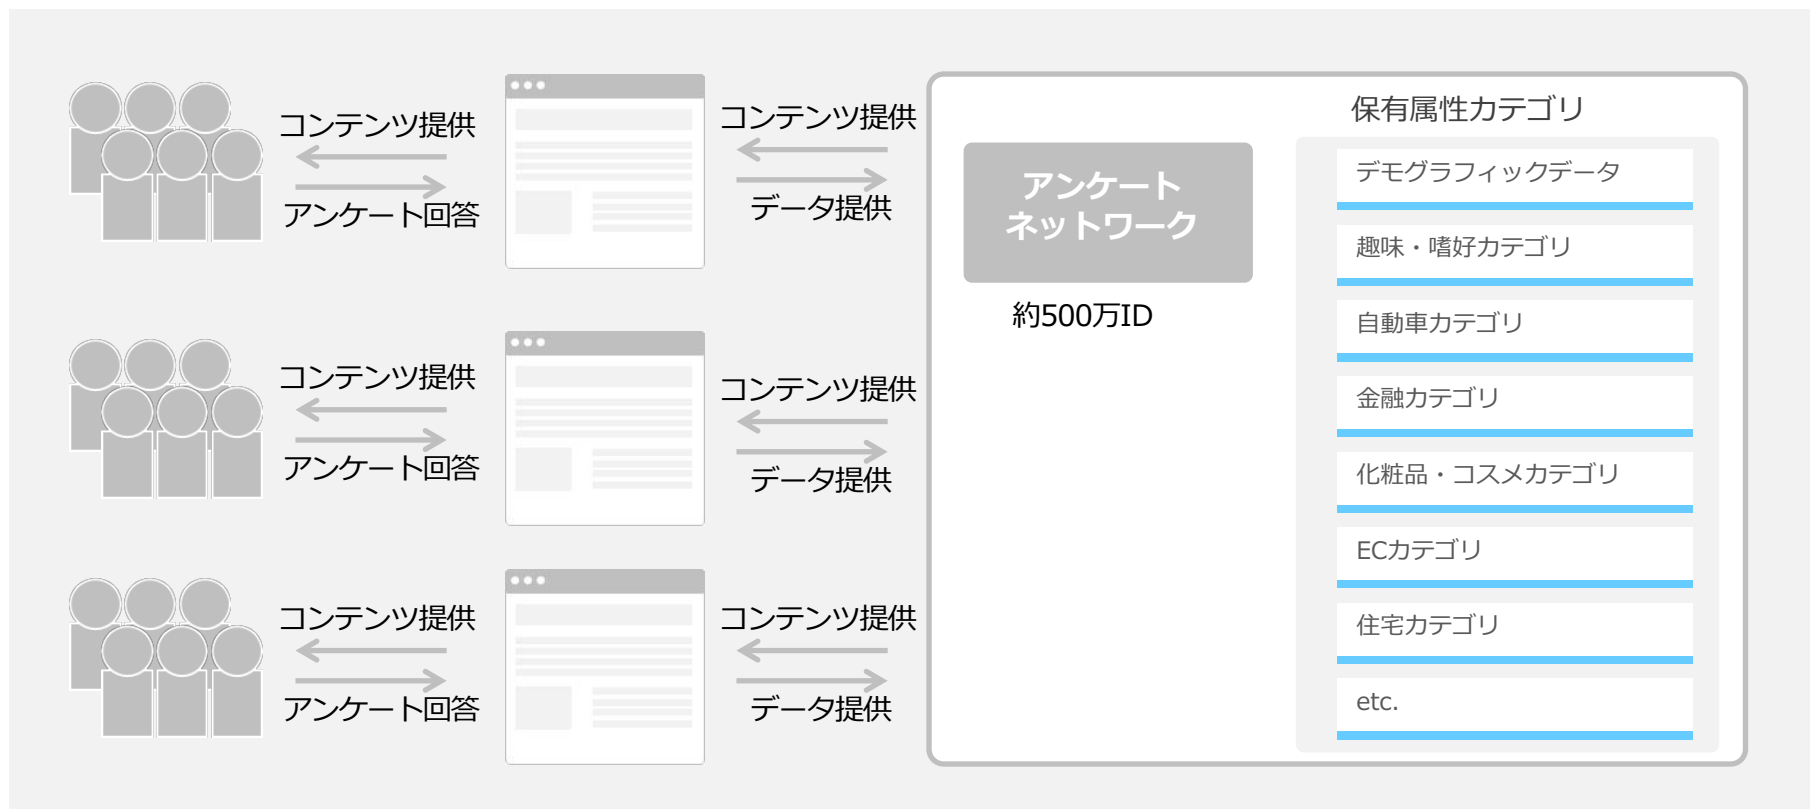 コンテンツ提供
アンケート回答
コンテンツ提供
データ提供
コンテンツ提供
アンケート回答
コンテンツ提供
データ提供
コンテンツ提供
アンケート回答
コンテンツ提供
データ提供
アンケート
ネットワーク
約500万ID
保有属性カテゴリ
デモグラフィックデータ
趣味・嗜好カテゴリ
自動車カテゴリ
金融カテゴリ
化粧品・コスメカテゴリ
ECカテゴリ
住宅カテゴリ
etc.